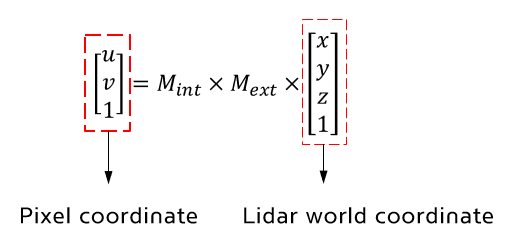 [u v 1] = M_int × M_ext × [x y z 1]
Pixel coordinate
Lidar world coordinate